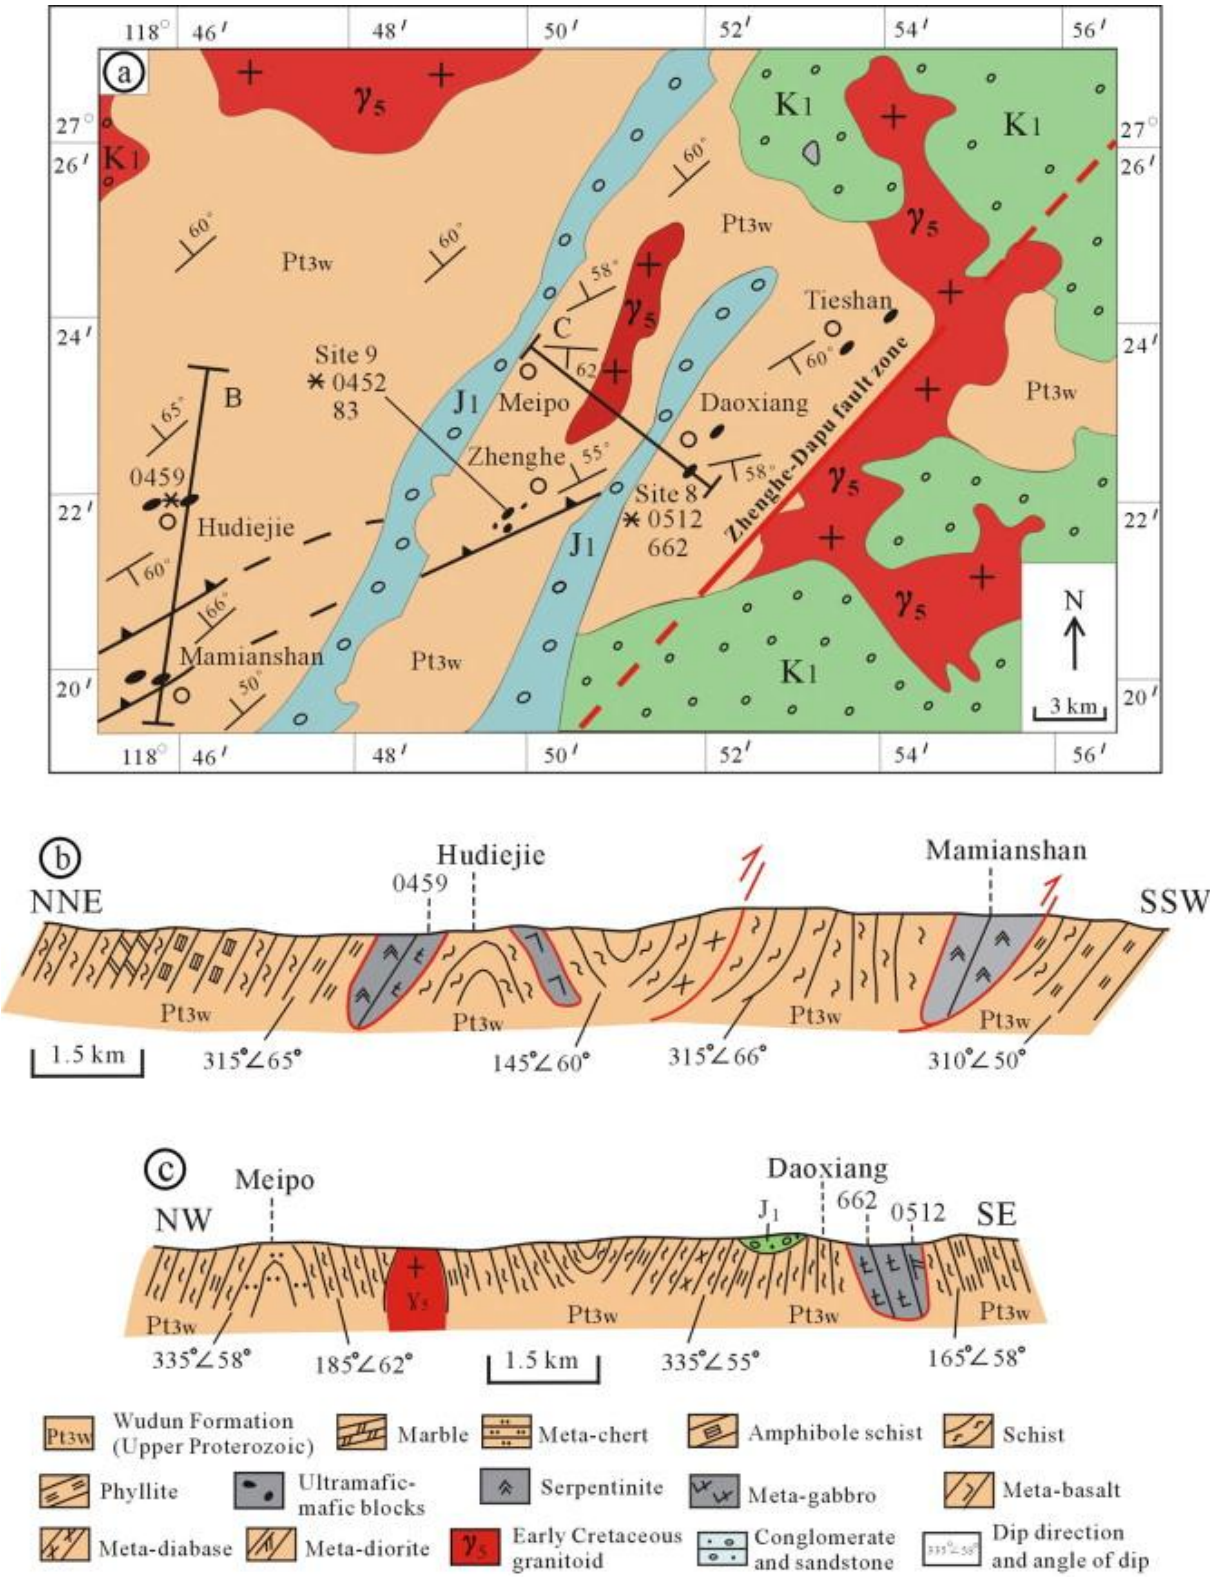 118° 46′ 48′ 50′ 52′ 54′ 56′
a
γ5
K1
K1
27°
27°
K1
26′
26′
60°
γ5
60°
60°
Pt3w
Pt3w
58°
Tieshan
γ5
24′
C
24′
Site 9
0452
83
62
60°
Pt3w
B
J1
Meipo
Daoxiang
65°
Zhenghe
55°
58°
Zhenghe-Dapu fault zone
0459
Site 8
0512
662
γ5
22′
22′
Hudiejie
J1
60°
66°
γ5
N
Mamianshan
Pt3w
K1
20′
50°
20′
3 km
118° 46′ 48′ 50′ 52′ 54′ 56′
b
Hudiejie
Mamianshan
0459
NNE
SSW
Pt3w
Pt3w
Pt3w
Pt3w
1.5 km
315°∠65°
145°∠60°
315°∠66°
310°∠50°
c
Meipo
Daoxiang
662
0512
NW
J1
SE
γ5
Pt3w
Pt3w
Pt3w
Pt3w
335°∠58°
185°∠62°
1.5 km
335°∠55°
165°∠58°
Pt3w
Wudun Formation
(Upper Proterozoic)
Marble
Meta-chert
Amphibole schist
Schist
Phyllite
Ultramafic-
mafic blocks
Serpentinite
Meta-gabbro
Meta-basalt
Meta-diabase
Meta-diorite
γ5
Early Cretaceous
granitoid
Conglomerate
and sandstone
335°∠58°
Dip direction
and angle of dip